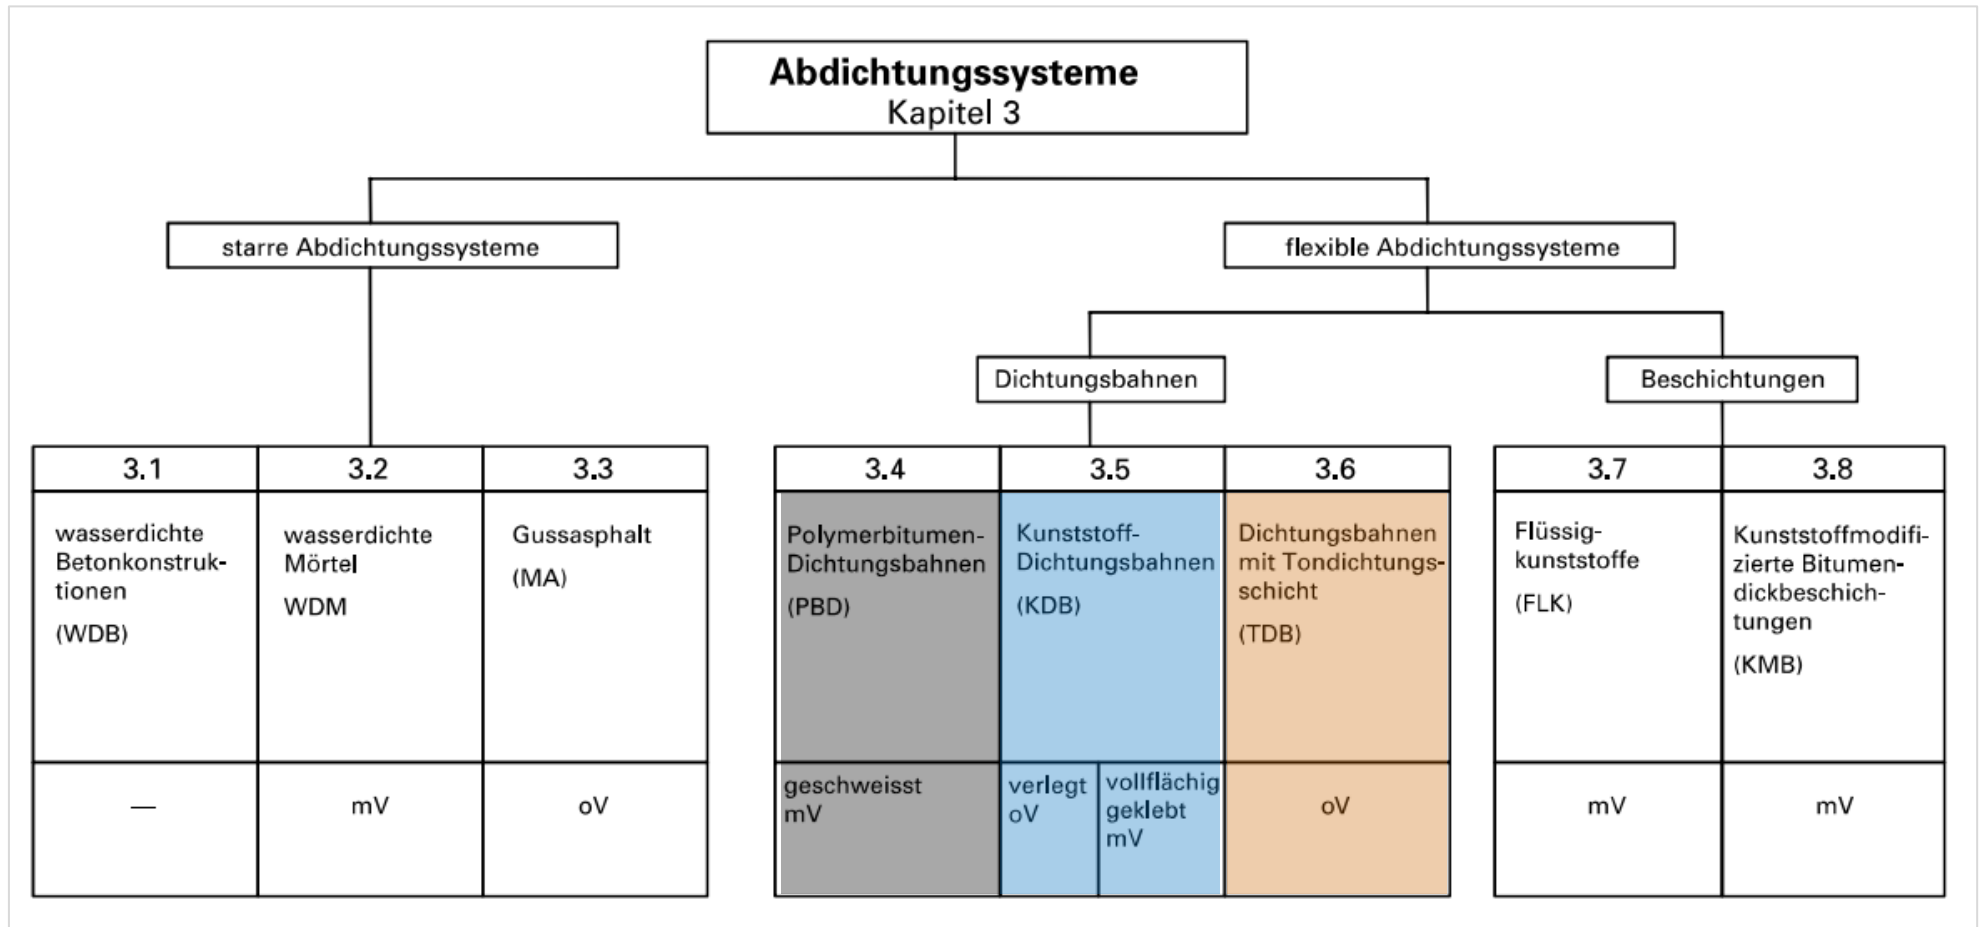 Abdichtungssysteme
Kapitel 3
starre Abdichtungssysteme
flexible Abdichtungssysteme
Dichtungsbahnen
Beschichtungen
3.1
wasserdichte
Betonkonstruk-
tionen
(WDB)
—
3.2
wasserdichte
Mörtel
WDM
mV
3.3
Gussasphalt
(MA)
oV
3.4
Polymerbitumen-
Dichtungsbahnen
(PBD)
geschweisst
mV
3.5
Kunststoff-
Dichtungsbahnen
(KDB)
verlegt
oV
vollflächig
geklebt
mV
3.6
Dichtungsbahnen
mit Tondichtungs-
schicht
(TDB)
oV
3.7
Flüssig-
kunststoffe
(FLK)
mV
3.8
Kunststoffmodifi-
zierte Bitumen-
dickbeschich-
tungen
(KMB)
mV